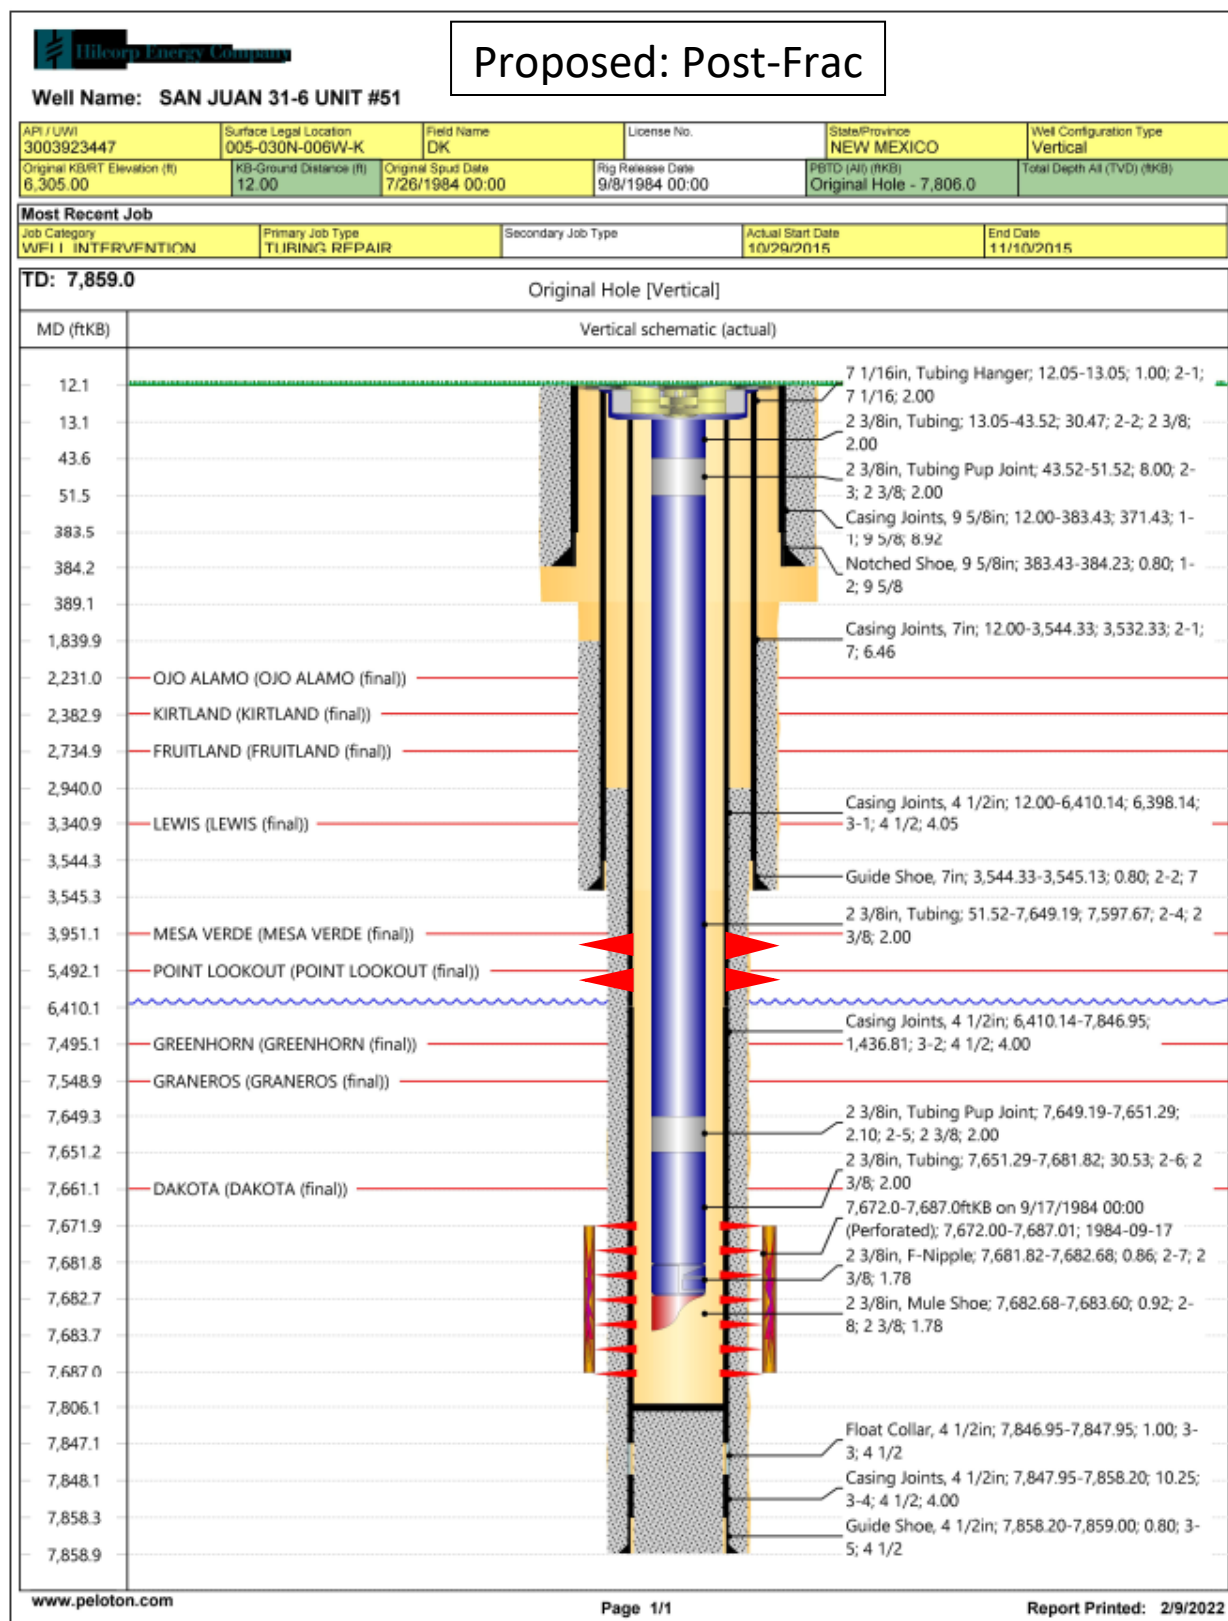 Hilcorp Energy Company
Proposed: Post-Frac
Well Name: SAN JUAN 31-6 UNIT #51
API / UWI
3003923447
Surface Legal Location
005-030N-006W-K
Field Name
DK
License No.
State/Province
NEW MEXICO
Well Configuration Type
Vertical
Original KB/RT Elevation (ft)
6,305.00
KB-Ground Distance (ft)
12.00
Original Spud Date
7/26/1984 00:00
Rig Release Date
9/8/1984 00:00
PBTD (All) (ftKB)
Original Hole - 7,806.0
Total Depth All (TVD) (ftKB)
Most Recent Job
Job Category
WELL INTERVENTION
Primary Job Type
TUBING REPAIR
Secondary Job Type
Actual Start Date
10/29/2015
End Date
11/10/2015
TD: 7,859.0
Original Hole [Vertical]
MD (ftKB)
Vertical schematic (actual)
12.1
13.1
43.6
51.5
383.5
384.2
389.1
1,839.9
2,231.0
2,382.9
2,734.9
2,940.0
3,340.9
3,544.3
3,545.3
3,951.1
5,492.1
6,410.1
7,495.1
7,548.9
7,649.3
7,651.2
7,661.1
7,671.9
7,681.8
7,682.7
7,683.7
7,687.0
7,806.1
7,847.1
7,848.1
7,858.3
7,858.9
OJO ALAMO (OJO ALAMO (final))
KIRTLAND (KIRTLAND (final))
FRUITLAND (FRUITLAND (final))
LEWIS (LEWIS (final))
MESA VERDE (MESA VERDE (final))
POINT LOOKOUT (POINT LOOKOUT (final))
GREENHORN (GREENHORN (final))
GRANEROS (GRANEROS (final))
DAKOTA (DAKOTA (final))
7 1/16in, Tubing Hanger; 12.05-13.05; 1.00; 2-1;
7 1/16; 2.00
2 3/8in, Tubing; 13.05-43.52; 30.47; 2-2; 2 3/8;
2.00
2 3/8in, Tubing Pup Joint; 43.52-51.52; 8.00; 2-
3; 2 3/8; 2.00
Casing Joints, 9 5/8in; 12.00-383.43; 371.43; 1-
1; 9 5/8; 8.92
Notched Shoe, 9 5/8in; 383.43-384.23; 0.80; 1-
2; 9 5/8
Casing Joints, 7in; 12.00-3,544.33; 3,532.33; 2-1;
7; 6.46
Casing Joints, 4 1/2in; 12.00-6,410.14; 6,398.14;
3-1; 4 1/2; 4.05
Guide Shoe, 7in; 3,544.33-3,545.13; 0.80; 2-2; 7
2 3/8in, Tubing; 51.52-7,649.19; 7,597.67; 2-4; 2
3/8; 2.00
Casing Joints, 4 1/2in; 6,410.14-7,846.95;
1,436.81; 3-2; 4 1/2; 4.00
2 3/8in, Tubing Pup Joint; 7,649.19-7,651.29;
2.10; 2-5; 2 3/8; 2.00
2 3/8in, Tubing; 7,651.29-7,681.82; 30.53; 2-6; 2
3/8; 2.00
7,672.0-7,687.0ftKB on 9/17/1984 00:00
(Perforated); 7,672.00-7,687.01; 1984-09-17
2 3/8in, F-Nipple; 7,681.82-7,682.68; 0.86; 2-7; 2
3/8; 1.78
2 3/8in, Mule Shoe; 7,682.68-7,683.60; 0.92; 2-
8; 2 3/8; 1.78
Float Collar, 4 1/2in; 7,846.95-7,847.95; 1.00; 3-
3; 4 1/2
Casing Joints, 4 1/2in; 7,847.95-7,858.20; 10.25;
3-4; 4 1/2; 4.00
Guide Shoe, 4 1/2in; 7,858.20-7,859.00; 0.80; 3-
5; 4 1/2
www.peloton.com
Page 1/1
Report Printed: 2/9/2022